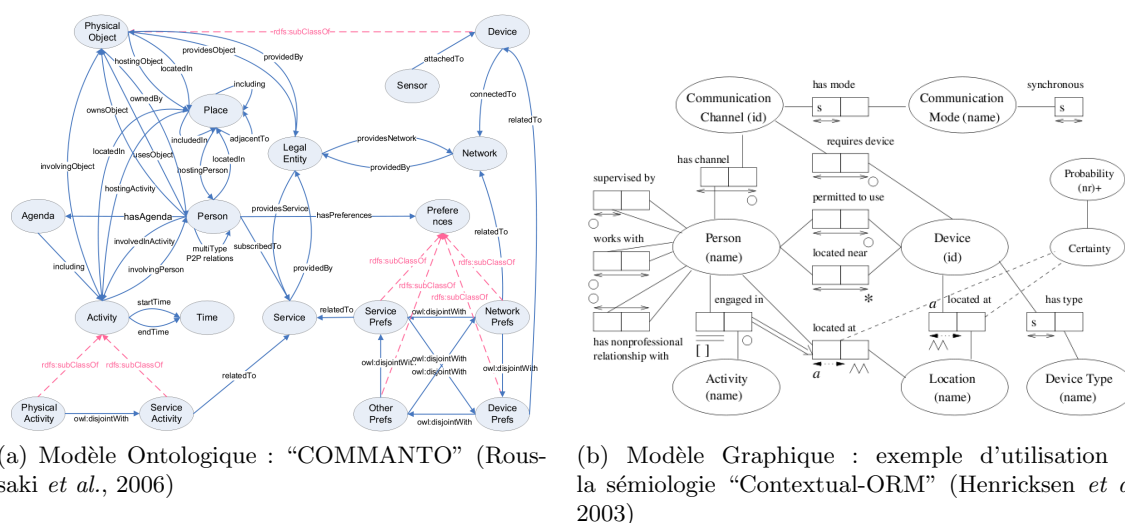 Physical
Object
rdfs:subClassOf
Device
hostingObject
providesObject
providedBy
locatedIn
attachedTo
Sensor
including
Place
ownsObject
ownedBy
connectedTo
relatedTo
includedIn
adjacentTo
providesNetwork
locatedIn
usesObject
locatedIn
Legal
Entity
Network
involvingObject
hostingPerson
providedBy
hostingActivity
Agenda
hasAgenda
Person
providesService
hasPreferences
Prefere
nces
involvedInActivity
multiType
P2P relations
subscribedTo
relatedTo
including
involvingPerson
providedBy
rdfs:subClassOf
rdfs:subClassOf
rdfs:subClassOf
rdfs:subClassOf
startTime
Activity
Time
endTime
Service
relatedTo
Service
Prefs
owl:disjointWith
Network
Prefs
rdfs:subClassOf
rdfs:subClassOf
relatedTo
owl:disjointWith
owl:disjointWith
owl:disjointWith
owl:disjointWith
Physical
Activity
owl:disjointWith
Service
Activity
Other
Prefs
owl:disjointWith
Device
Prefs
(a) Modèle Ontologique : “COMMANTO” (Rous-
saki et al., 2006)
Communication
Channel (id)
has mode
s
Communication
Mode (name)
synchronous
s
requires device
has channel
Probability
(nr)+
supervised by
permitted to use
works with
Person
(name)
located near
Device
(id)
Certainty
*
engaged in
a
located at
has type
located at
s
has nonprofessional
relationship with
[ ]
a
Activity
(name)
Location
(name)
Device Type
(name)
(b) Modèle Graphique : exemple d'utilisation
la sémiologie “Contextual-ORM” (Henricksen et
2003)